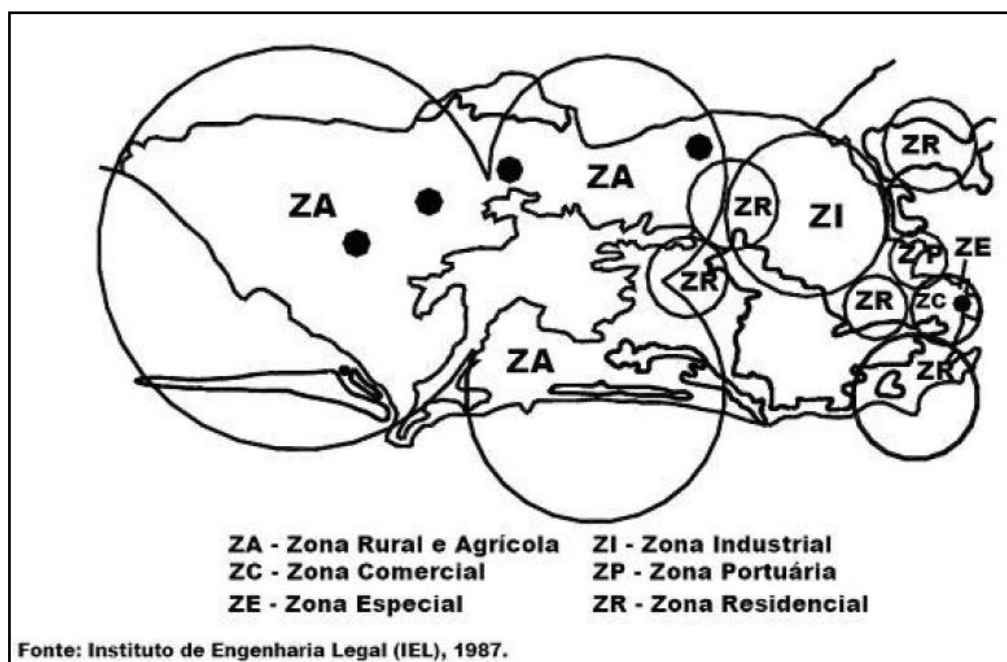 ZR
ZA
ZA
ZR
ZI
ZP
ZE
ZR
ZR
ZC
ZA
ZR
ZA - Zona Rural e Agrícola
ZI - Zona Industrial
ZC - Zona Comercial
ZP - Zona Portuária
ZE - Zona Especial
ZR - Zona Residencial
Fonte: Instituto de Engenharia Legal (IEL), 1987.